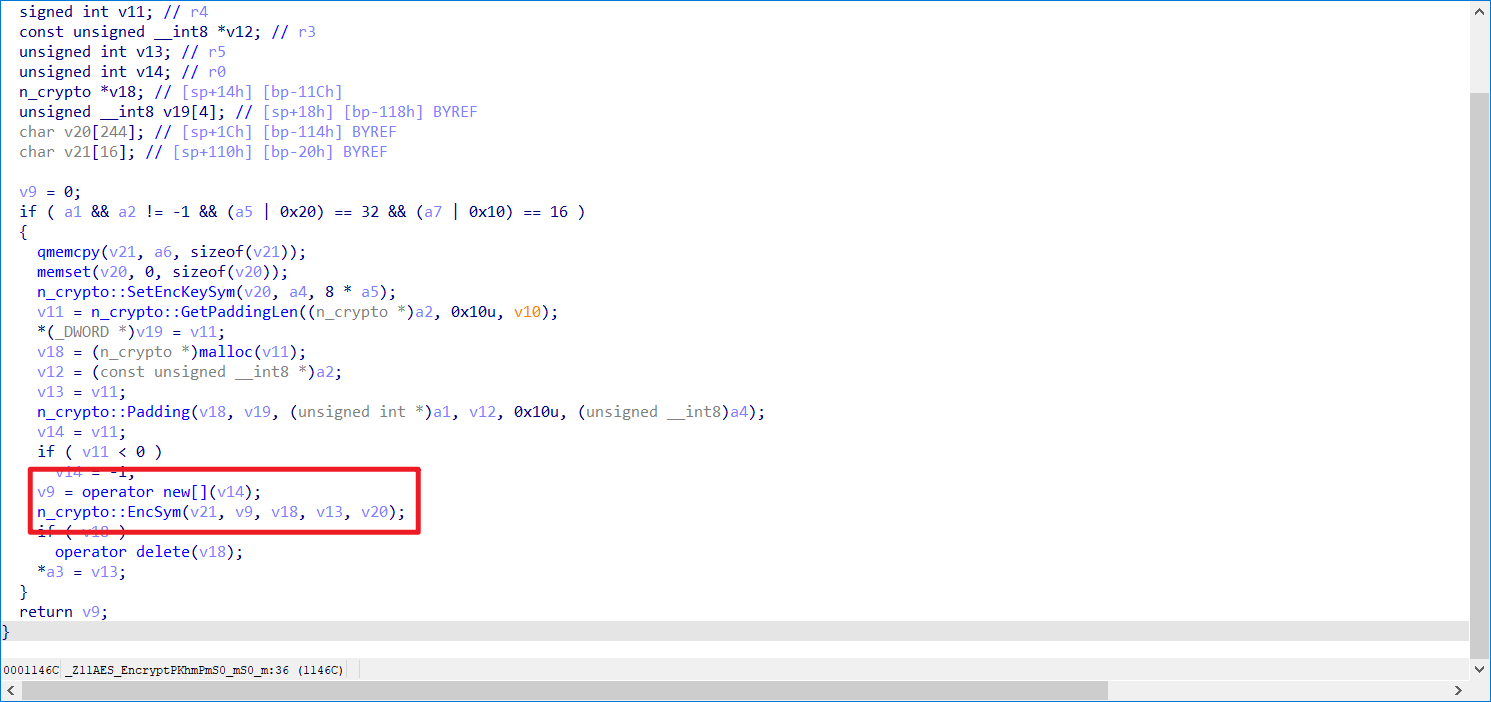 signed int v11; // r4
const unsigned __int8 *v12; // r3
unsigned int v13; // r5
unsigned int v14; // r0
n_crypto *v18; // [sp+14h] [bp-11Ch]
unsigned __int8 v19[4]; // [sp+18h] [bp-118h] BYREF
char v20[244]; // [sp+1Ch] [bp-114h] BYREF
char v21[16]; // [sp+110h] [bp-20h] BYREF
v9 = 0;
if ( a1 && a2 != -1 && (a5 | 0x20) == 32 && (a7 | 0x10) == 16 )
{
qmemcpy(v21, a6, sizeof(v21));
memset(v20, 0, sizeof(v20));
n_crypto::SetEncKeySym(v20, a4, 8 * a5);
v11 = n_crypto::GetPaddingLen((n_crypto *)a2, 0x10u, v10);
*(_DWORD *)v19 = v11;
v18 = (n_crypto *)malloc(v11);
v12 = (const unsigned __int8 *)a2;
v13 = v11;
n_crypto::Padding(v18, v19, (unsigned int *)a1, v12, 0x10u, (unsigned __int8)a4);
v14 = v11;
if ( v11 < 0 )
v14 = -1;
v9 = operator new[](v14);
n_crypto::EncSym(v21, v9, v18, v13, v20);
if ( v18 )
operator delete(v18);
*a3 = v13;
}
return v9;
}
0001146C _Z11AES_EncryptPKhmPmS0_mS0_m:36 (1146C)